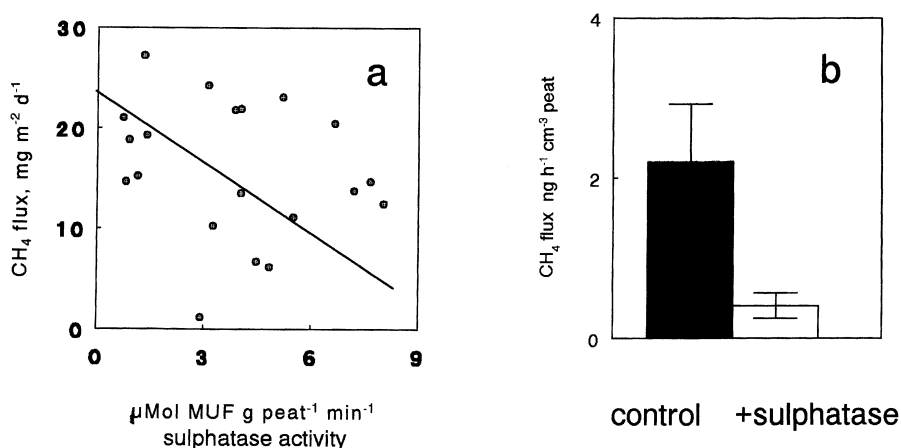 CH₄ flux, mg m⁻² d⁻¹
30
20
10
0
a
0 3 6 9
µMol MUF g peat⁻¹ min⁻¹
sulphatase activity
CH₄ flux ng h⁻¹ cm⁻³ peat
4
2
0
b
control +sulphatase